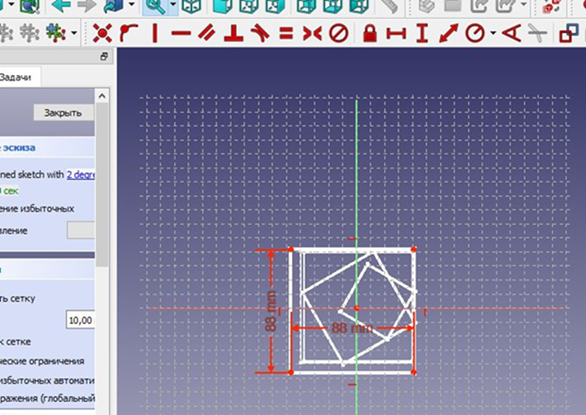 Задачи
Закрыть
эскиза
ned sketch with 2 degre
сек
ение избыточных
вление
ть сетку
10,00
к сетке
ческие ограничения
избыточных автомати
ражения (глобальный
88 mm
88 mm